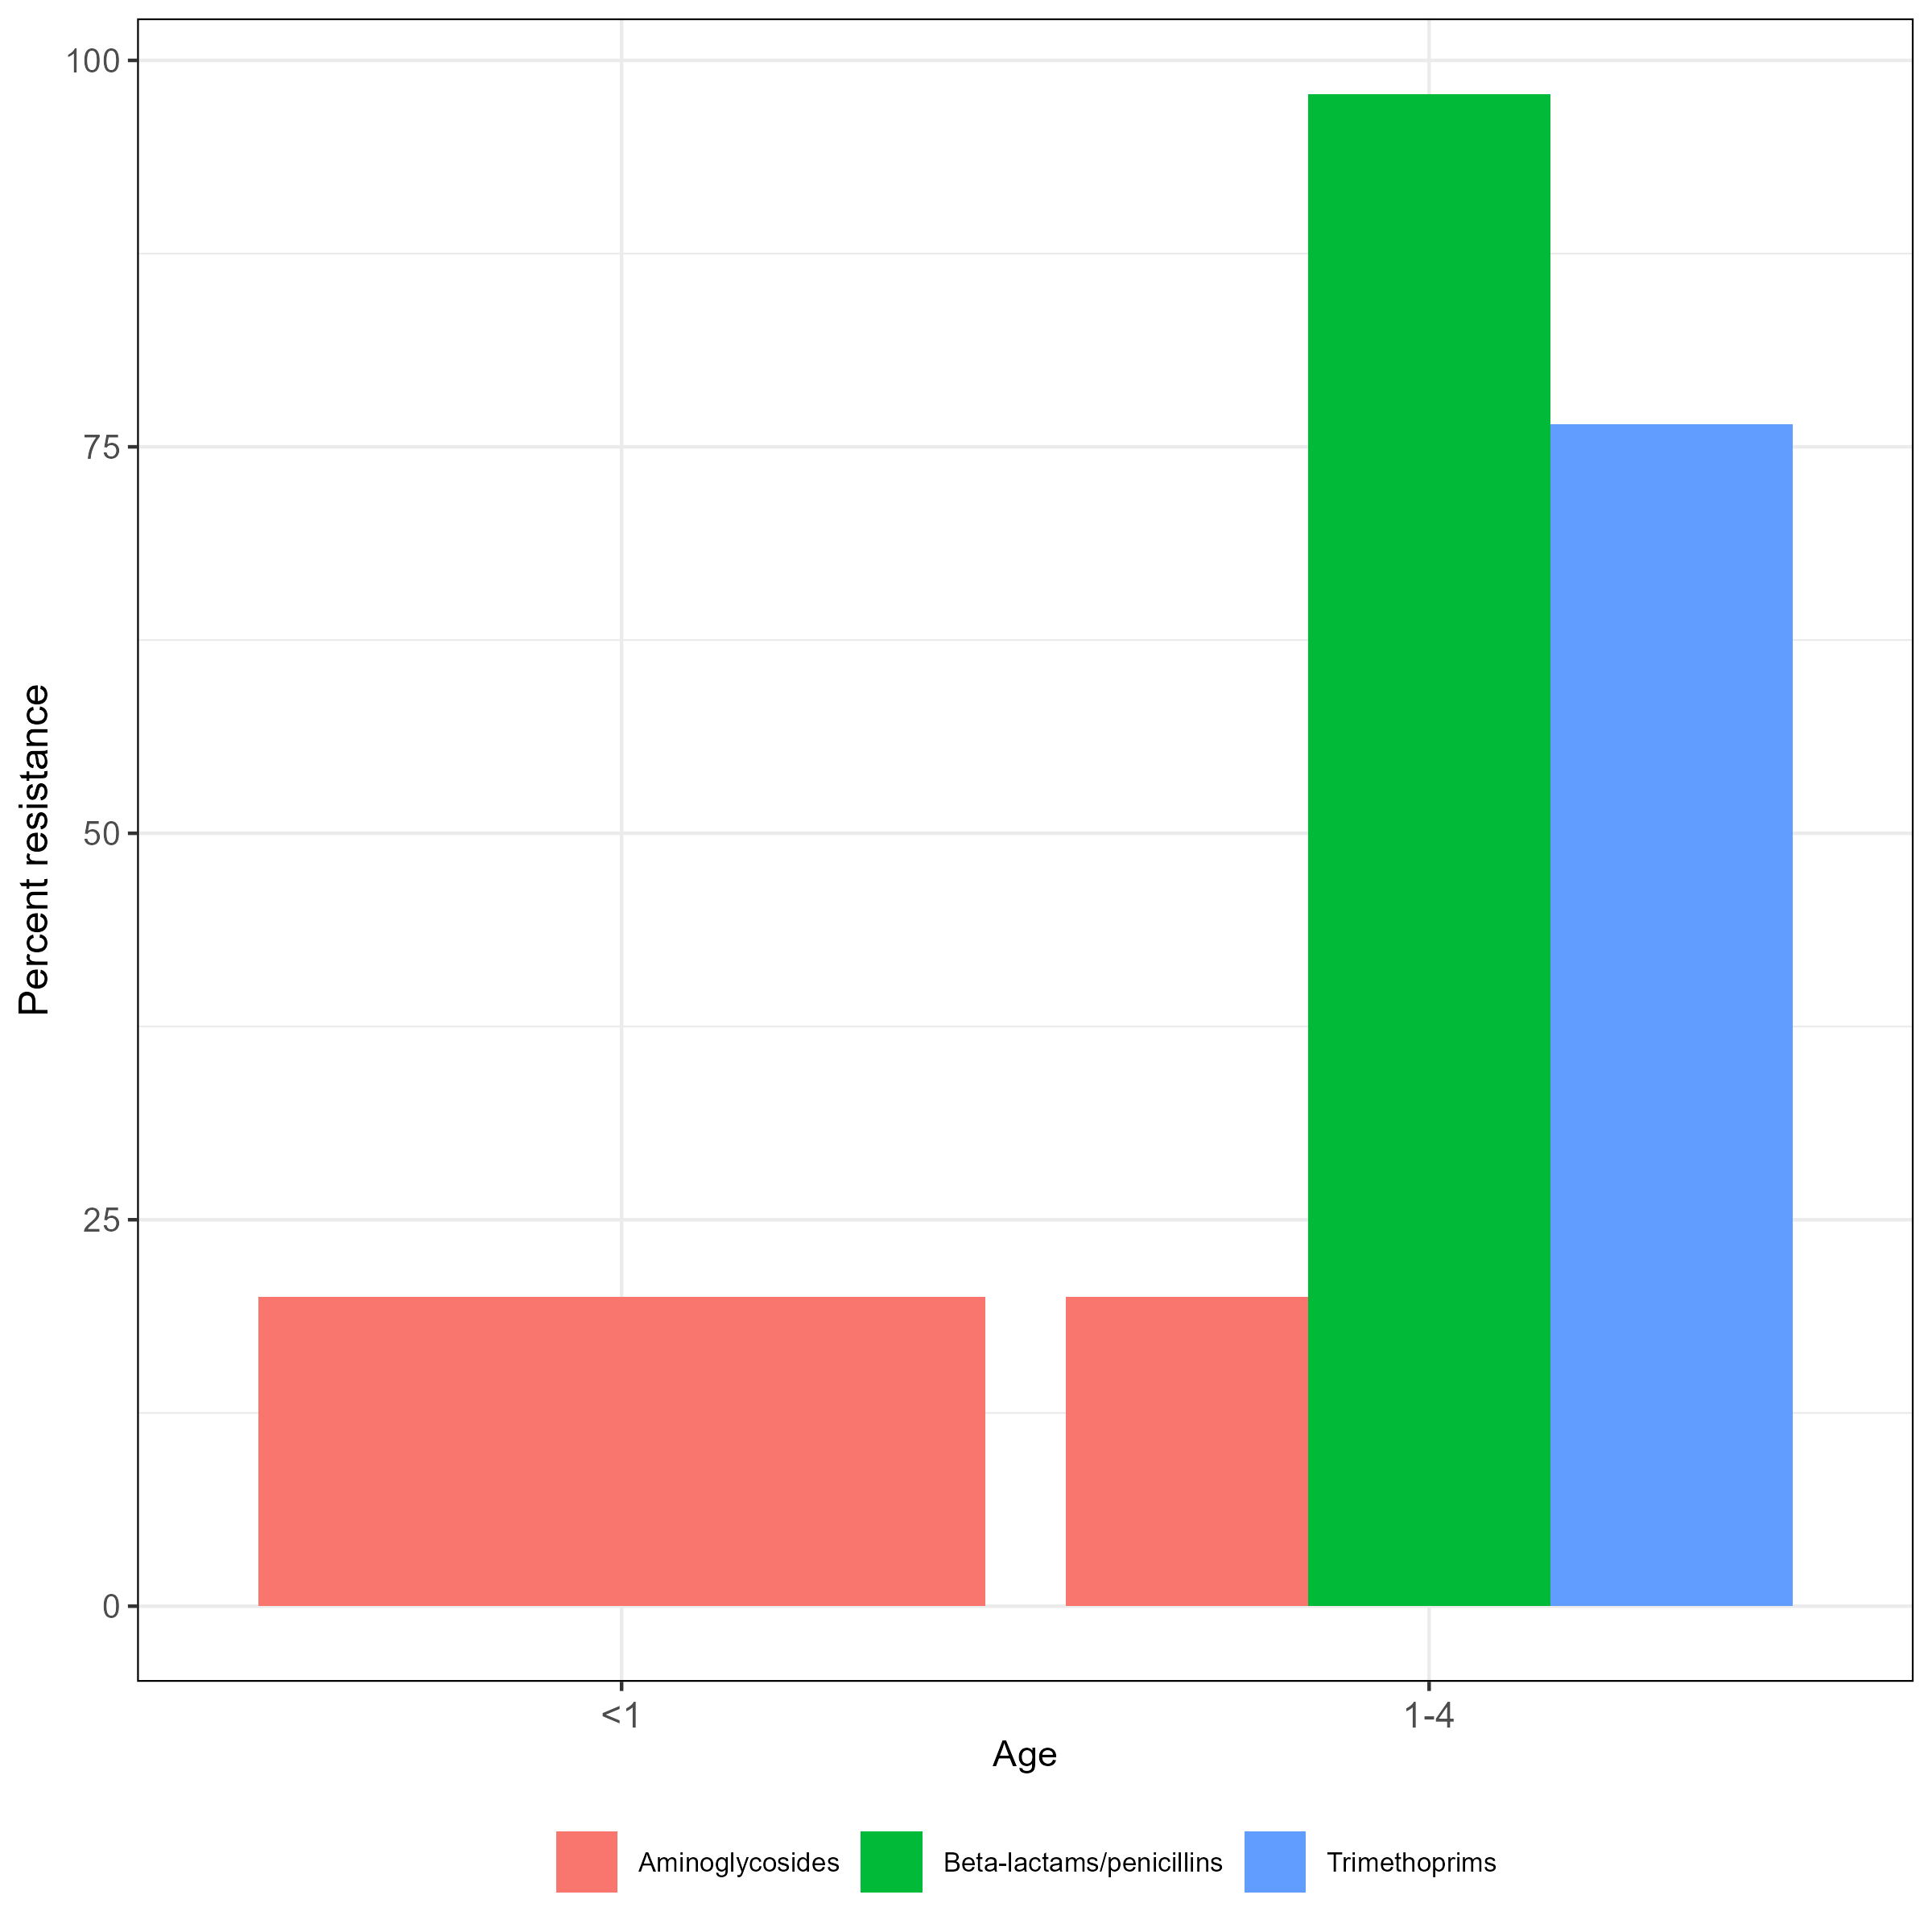 Percent resistance
100
75
50
25
0
<1
1-4
Age
Aminoglycosides
Beta-lactams/penicillins
Trimethoprims